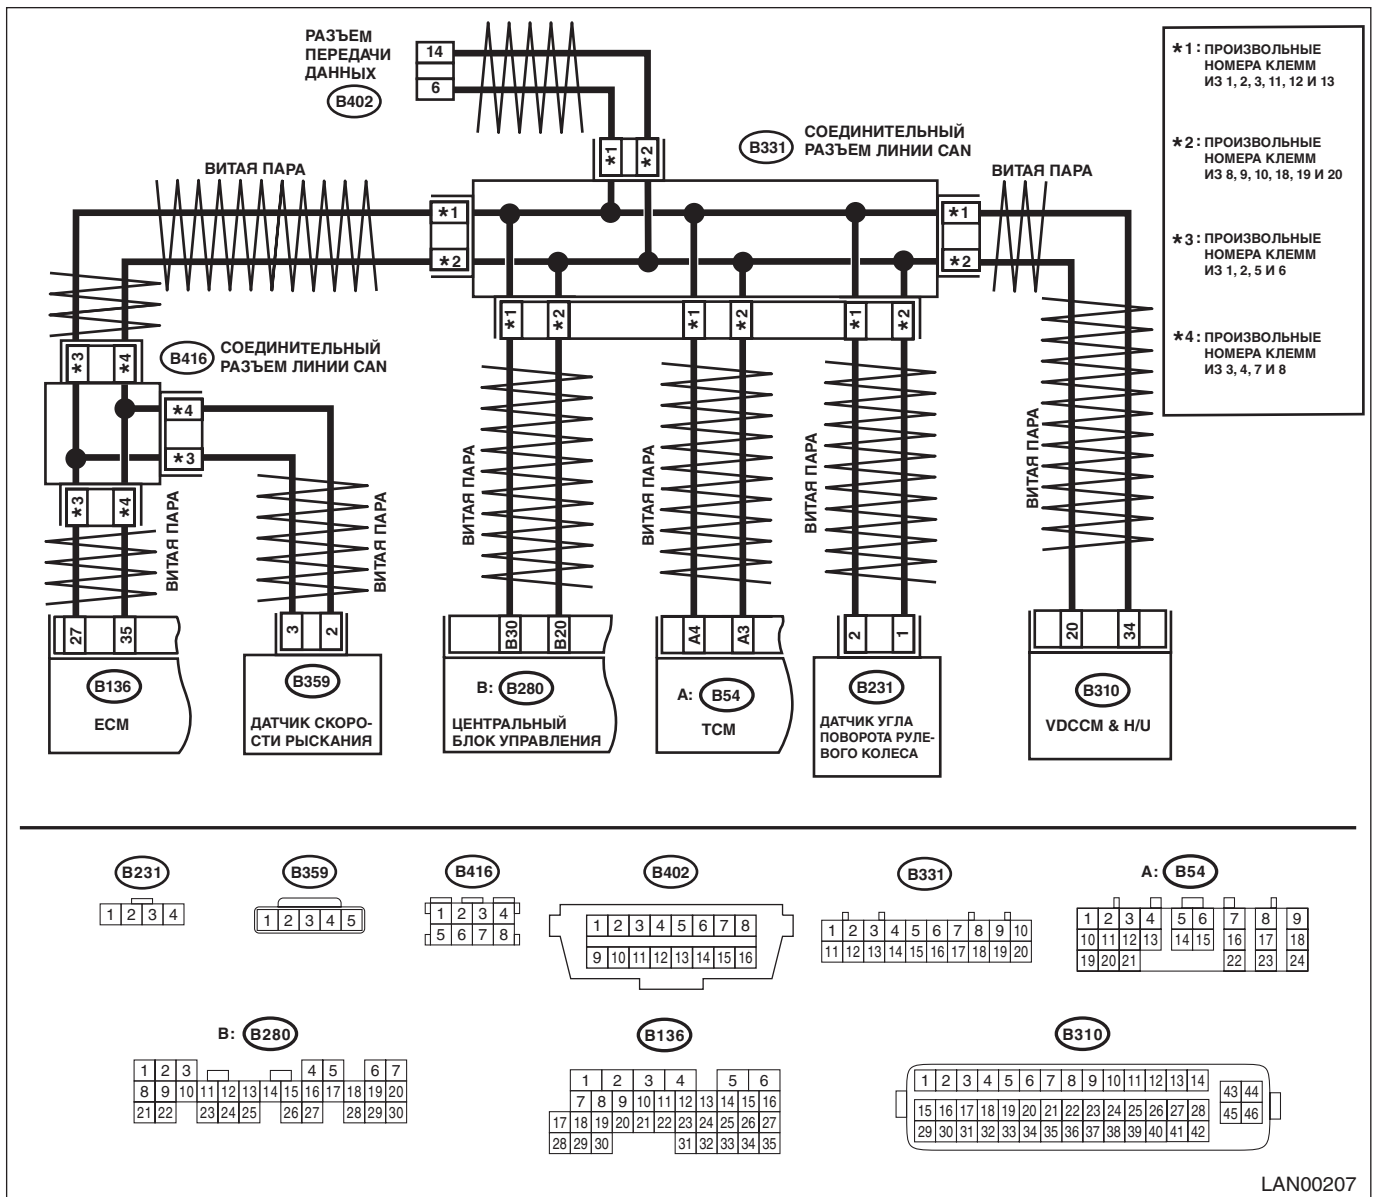 РАЗЪЕМ
ПЕРЕДАЧИ
ДАННЫХ
B402
14
6
*1
*2
B331
СОЕДИНИТЕЛЬНЫЙ
РАЗЪЕМ ЛИНИИ CAN
*1: ПРОИЗВОЛЬНЫЕ
НОМЕРА КЛЕММ
ИЗ 1, 2, 3, 11, 12 И 13
*2: ПРОИЗВОЛЬНЫЕ
НОМЕРА КЛЕММ
ИЗ 8, 9, 10, 18, 19 И 20
*3: ПРОИЗВОЛЬНЫЕ
НОМЕРА КЛЕММ
ИЗ 1, 2, 5 И 6
*4: ПРОИЗВОЛЬНЫЕ
НОМЕРА КЛЕММ
ИЗ 3, 4, 7 И 8
ВИТАЯ ПАРА
ВИТАЯ ПАРА
*1
*2
*1
*2
*1
*2
*1
*2
*1
*2
*3
*4
B416
СОЕДИНИТЕЛЬНЫЙ
РАЗЪЕМ ЛИНИИ CAN
*4
*3
*3
*4
ВИТАЯ ПАРА
ВИТАЯ ПАРА
ВИТАЯ ПАРА
ВИТАЯ ПАРА
ВИТАЯ ПАРА
ВИТАЯ ПАРА
27
35
B136
ECM
3
2
B359
ДАТЧИК СКОРО-
СТИ РЫСКАНИЯ
B30
B20
B: B280
ЦЕНТРАЛЬНЫЙ
БЛОК УПРАВЛЕНИЯ
A4
A3
A: B54
TCM
2
1
B231
ДАТЧИК УГЛА
ПОВОРОТА РУЛЕ-
ВОГО КОЛЕСА
20
34
B310
VDCCM & H/U
B231
1 2 3 4
B359
1 2 3 4 5
B416
1 2 3 4
5 6 7 8
B402
1 2 3 4 5 6 7 8
9 10 11 12 13 14 15 16
B331
1 2 3 4 5 6 7 8 9 10
11 12 13 14 15 16 17 18 19 20
A: B54
1 2 3 4 5 6 7 8 9
10 11 12 13 14 15 16 17 18
19 20 21 22 23 24
B: B280
1 2 3 4 5 6 7
8 9 10 11 12 13 14 15 16 17 18 19 20
21 22 23 24 25 26 27 28 29 30
B136
1 2 3 4 5 6
7 8 9 10 11 12 13 14 15 16
17 18 19 20 21 22 23 24 25 26 27
28 29 30 31 32 33 34 35
B310
1 2 3 4 5 6 7 8 9 10 11 12 13 14
15 16 17 18 19 20 21 22 23 24 25 26 27 28
29 30 31 32 33 34 35 36 37 38 39 40 41 42
43 44
45 46
LAN00207